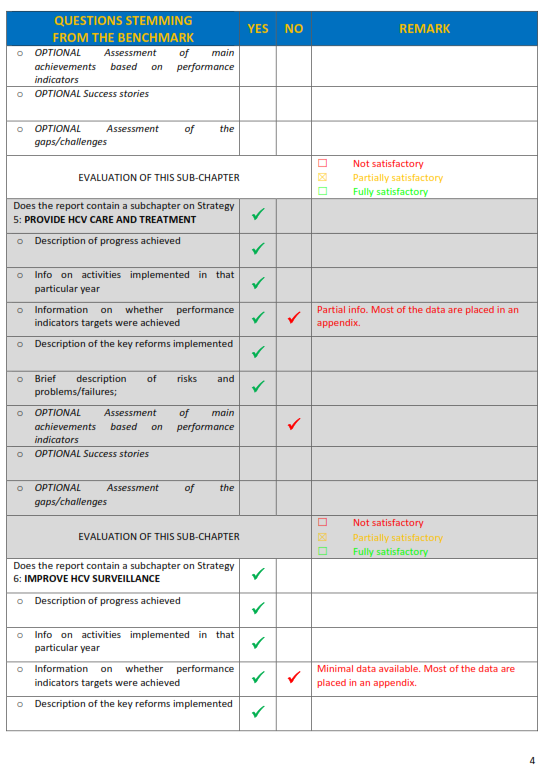 QUESTIONS STEMMING
FROM THE BENCHMARK
YES
NO
REMARK
o OPTIONAL Assessment of main
achievements based on performance
indicators
o OPTIONAL Success stories
o OPTIONAL Assessment of the
gaps/challenges
EVALUATION OF THIS SUB-CHAPTER
☐ Not satisfactory
☒ Partially satisfactory
☐ Fully satisfactory
Does the report contain a subchapter on Strategy
5: PROVIDE HCV CARE AND TREATMENT
✓
o Description of progress achieved
✓
o Info on activities implemented in that
particular year
✓
o Information on whether performance
indicators targets were achieved
✓ ✓
Partial info. Most of the data are placed in an
appendix.
o Description of the key reforms implemented
✓
o Brief description of risks and
problems/failures;
✓
o OPTIONAL Assessment of main
achievements based on performance
indicators
✓
o OPTIONAL Success stories
o OPTIONAL Assessment of the
gaps/challenges
EVALUATION OF THIS SUB-CHAPTER
☐ Not satisfactory
☒ Partially satisfactory
☐ Fully satisfactory
Does the report contain a subchapter on Strategy
6: IMPROVE HCV SURVEILLANCE
✓
o Description of progress achieved
✓
o Info on activities implemented in that
particular year
✓
o Information on whether performance
indicators targets were achieved
✓ ✓
Minimal data available. Most of the data are
placed in an appendix.
o Description of the key reforms implemented
✓
4